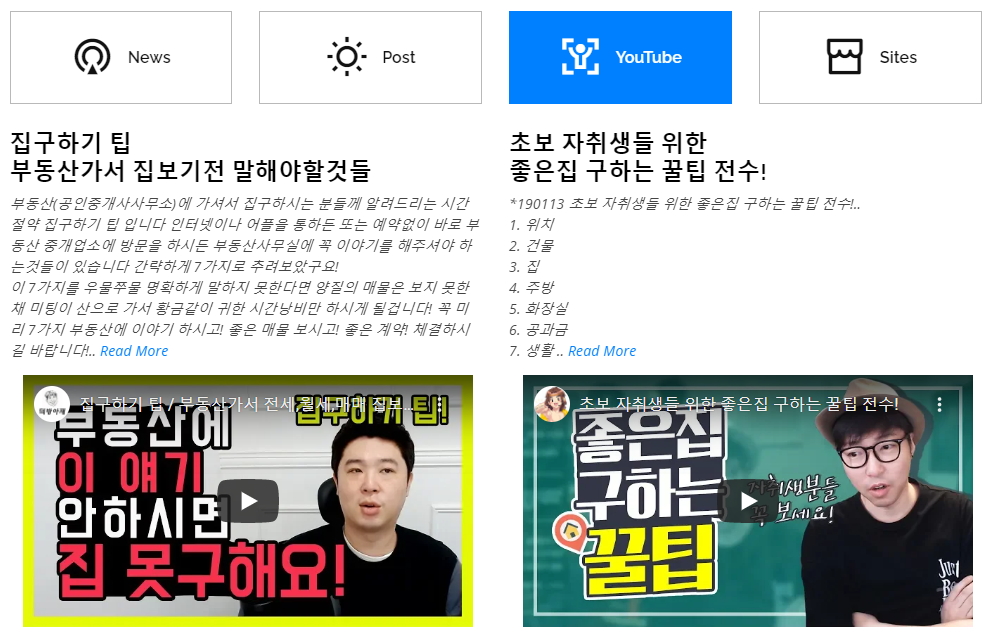 News
Post
YouTube
Sites
집구하기 팁
부동산가서 집보기전 말해야할것들
부동산(공인중개사사무소)에 가셔서 집구하시는 분들께 알려드리는 시간
절약 집구하기 팁 입니다 인터넷이나 어플을 통하든 또는 예약없이 바로 부
동산 중개업소에 방문을 하시든 부동산사무실에 꼭 이야기를 해주셔야 하
는것들이 있습니다 간략하게 7가지로 추려보았구요!
이 7가지를 우물쭈물 명확하게 말하지 못한다면 양질의 매물은 보지 못한
채 미팅이 산으로 가서 황금같이 귀한 시간낭비만 하시게 될겁니다! 꼭 미
리 7가지 부동산에 이야기 하시고! 좋은 매물 보시고! 좋은 계약! 체결하시
길 바랍니다!.. Read More
집구하기 팁 / 부동산가서 전세,월세,매매 집보...
집구하기 팁!
부동산에
이 얘기
안하시면
집 못구해요!
초보 자취생들 위한
좋은집 구하는 꿀팁 전수!
*190113 초보 자취생들 위한 좋은집 구하는 꿀팁 전수!..
1. 위치
2. 건물
3. 집
4. 주방
5. 화장실
6. 공과금
7. 생활 .. Read More
초보 자취생들 위한 좋은집 구하는 꿀팁 전수!
좋은집
구하는
꿀팁
자취생분들
꼭 보세요!